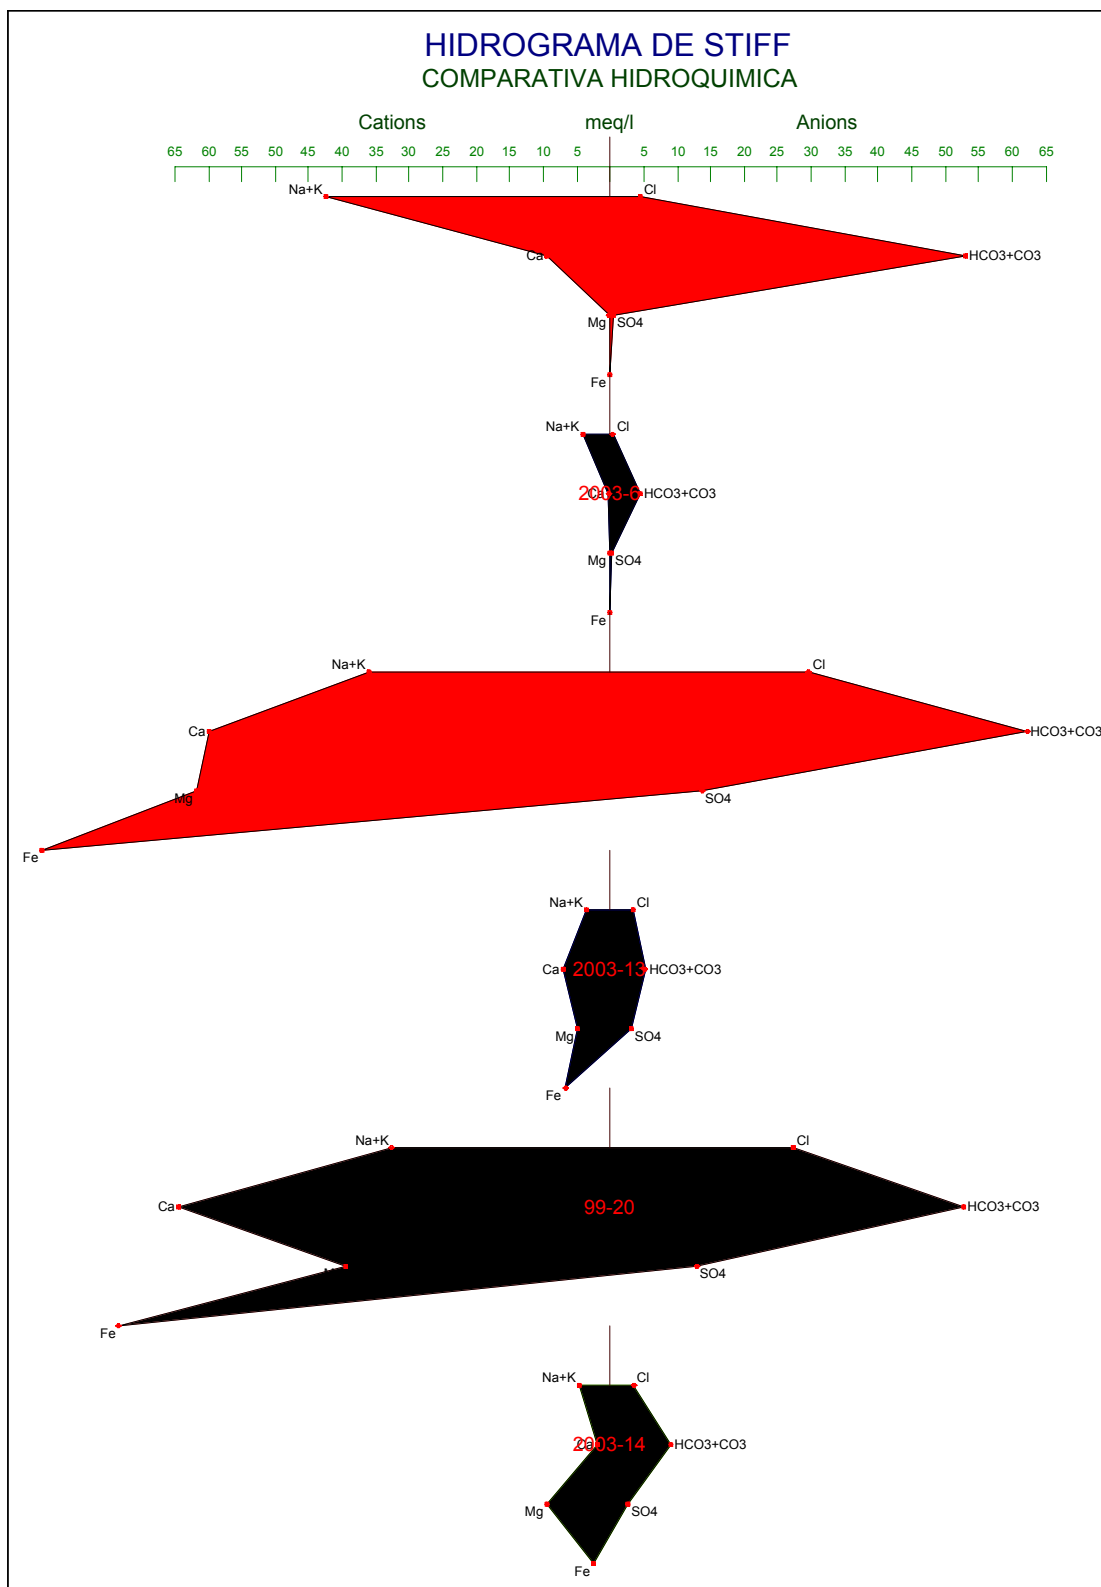 HIDROGRAMA DE STIFF
COMPARATIVA HIDROQUIMICA
Cations meq/l Anions
65 60 55 50 45 40 35 30 25 20 15 10 5 5 10 15 20 25 30 35 40 45 50 55 60 65
Na+K Cl
Ca HCO3+CO3
Mg SO4
Fe
Na+K Cl
Ca 2003-6 HCO3+CO3
Mg SO4
Fe
Na+K Cl
Ca HCO3+CO3
Mg SO4
Fe
Na+K Cl
Ca 2003-13 HCO3+CO3
Mg SO4
Fe
Na+K Cl
Ca 99-20 HCO3+CO3
SO4
Fe
Na+K Cl
Ca 2003-14 HCO3+CO3
Mg SO4
Fe